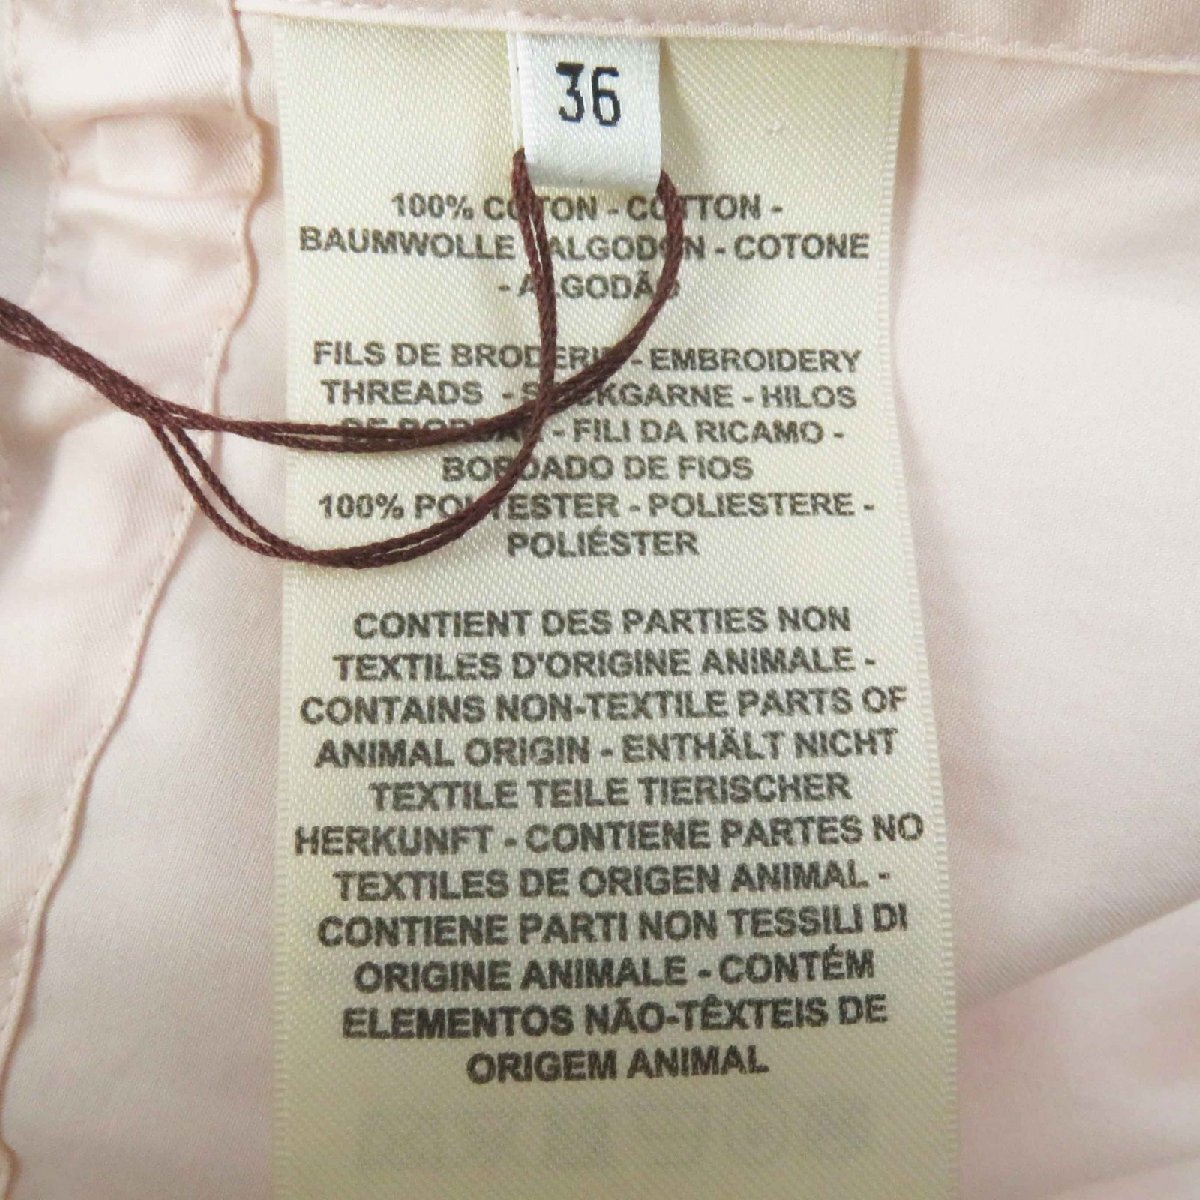 36
100% COTON - COTTON -
BAUMWOLLE - ALGODON - COTONE
- ALGODÃO
FILS DE BRODERIE - EMBROIDERY
THREADS - STICKGARNE - HILOS
DE BORDAR - FILI DA RICAMO -
BORDADO DE FIOS
100% POLYESTER - POLIESTERE -
POLIÉSTER
CONTIENT DES PARTIES NON
TEXTILES D'ORIGINE ANIMALE -
CONTAINS NON-TEXTILE PARTS OF
ANIMAL ORIGIN - ENTHÄLT NICHT
TEXTILE TEILE TIERISCHER
HERKUNFT - CONTIENE PARTES NO
TEXTILES DE ORIGEN ANIMAL -
CONTIENE PARTI NON TESSILI DI
ORIGINE ANIMALE - CONTÉM
ELEMENTOS NÃO-TÊXTEIS DE
ORIGEM ANIMAL